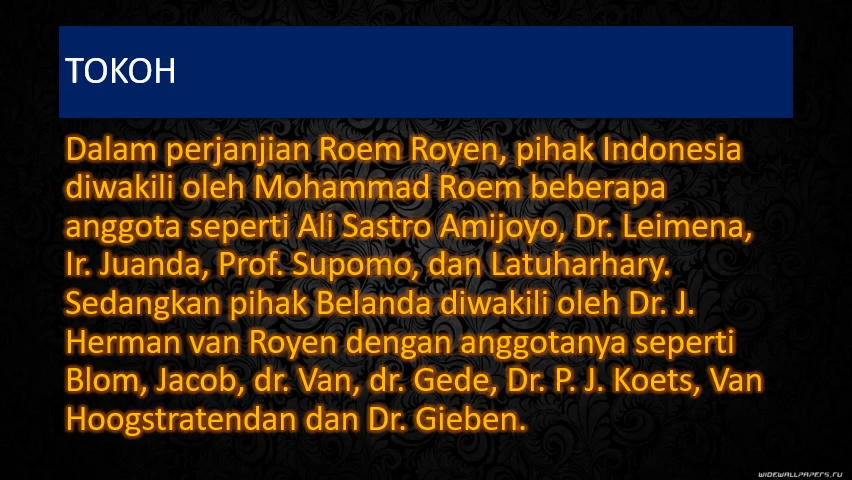 TOKOH
Dalam perjanjian Roem Royen, pihak Indonesia
diwakili oleh Mohammad Roem beberapa
anggota seperti Ali Sastro Amijoyo, Dr. Leimena,
Ir. Juanda, Prof. Supomo, dan Latuharhary.
Sedangkan pihak Belanda diwakili oleh Dr. J.
Herman van Royen dengan anggotanya seperti
Blom, Jacob, dr. Van, dr. Gede, Dr. P. J. Koets, Van
Hoogstratendan dan Dr. Gieben.
WIDEWALLPAPERS.RU